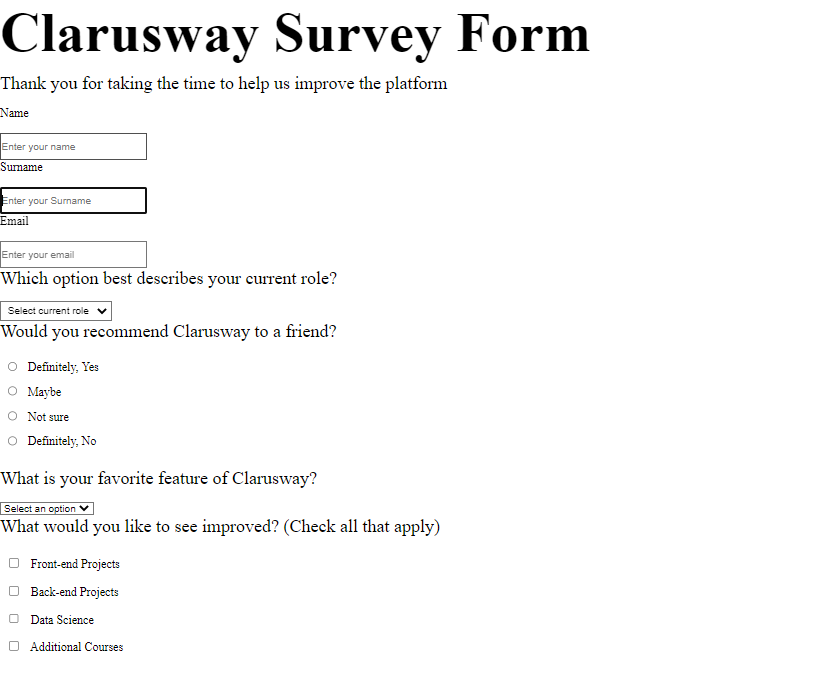 Clarusway Survey Form
Thank you for taking the time to help us improve the platform
Name
Enter your name
Surname
Enter your Surname
Email
Enter your email
Which option best describes your current role?
Select current role
Would you recommend Clarusway to a friend?
Definitely, Yes
Maybe
Not sure
Definitely, No
What is your favorite feature of Clarusway?
Select an option
What would you like to see improved? (Check all that apply)
Front-end Projects
Back-end Projects
Data Science
Additional Courses